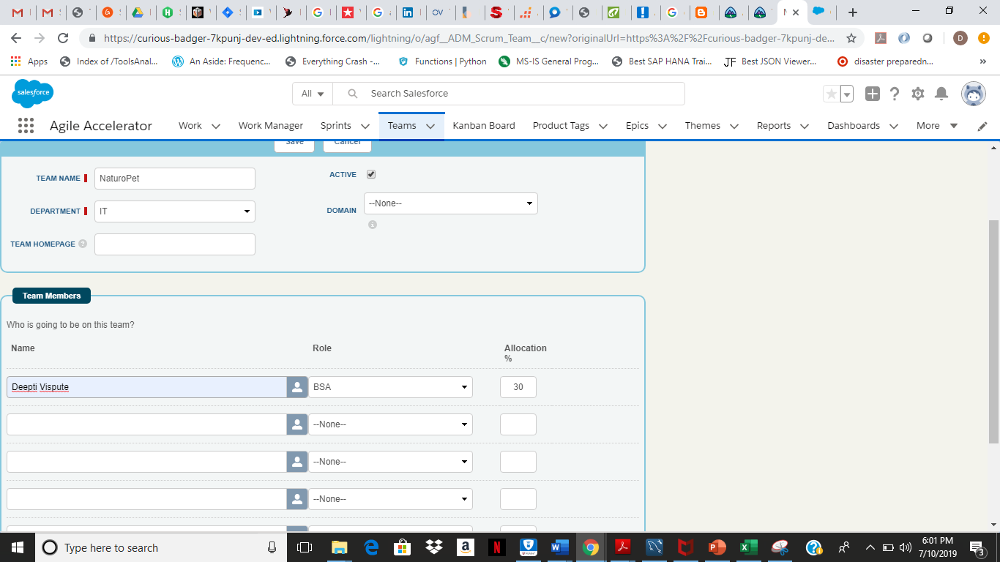 https://curious-badger-7kpunj-dev-ed.lightning.force.com/lightning/o/agf__ADM_Scrum_Team__c/new?originalUrl=https%3A%2F%2Fcurious-badger-7kpunj-de...
D
Apps
Index of /ToolsAnal...
An Aside: Frequenc...
Everything Crash -...
Functions | Python
MS-IS General Prog...
Best SAP HANA Trai...
JF Best JSON Viewer...
disaster preparedn...
»
salesforce
All
Search Salesforce
Agile Accelerator
Work
Work Manager
Sprints
Teams
Kanban Board
Product Tags
Epics
Themes
Reports
Dashboards
More
Save
Cancel
TEAM NAME
NaturoPet
ACTIVE
DEPARTMENT
IT
DOMAIN
--None--
TEAM HOMEPAGE
Team Members
Who is going to be on this team?
Name
Role
Allocation
%
Deepti Vispute
BSA
30
--None--
--None--
--None--
Type here to search
6:01 PM
7/10/2019
3